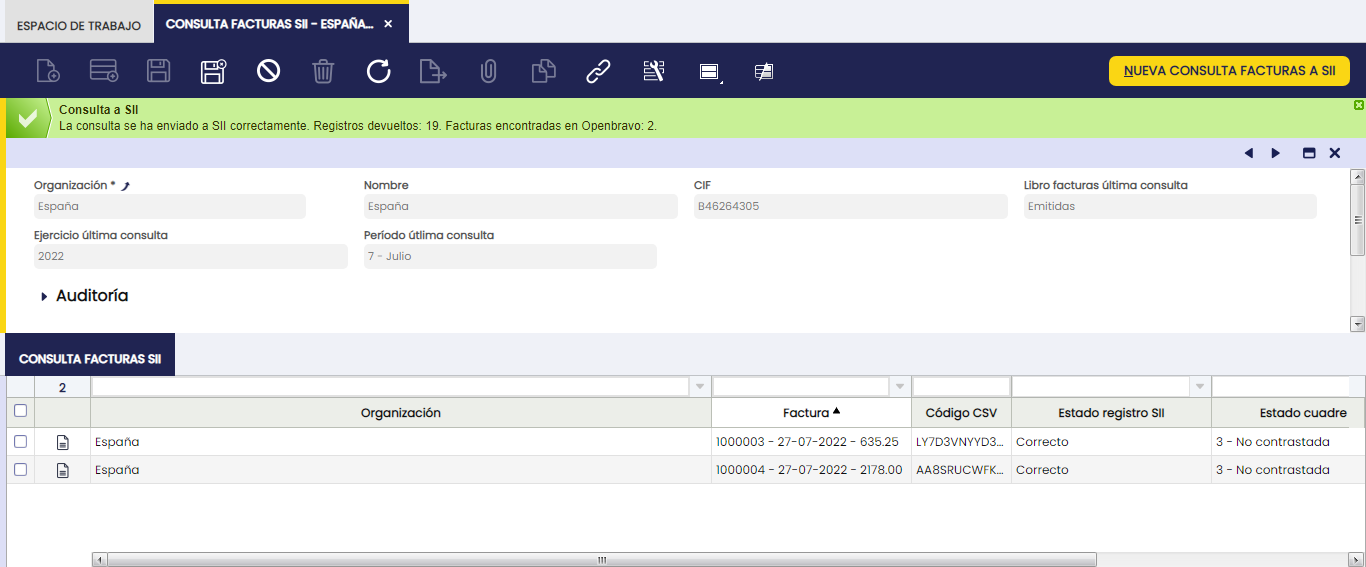 ESPACIO DE TRABAJO
CONSULTA FACTURAS SII - ESPAÑA...
NUEVA CONSULTA FACTURAS A SII
Consulta a SII
La consulta se ha enviado a SII correctamente. Registros devueltos: 19. Facturas encontradas en Openbravo: 2.
Organización * Nombre CIF Libro facturas última consulta
España España B46264305 Emitidas
Ejercicio última consulta Período útlima consulta
2022 7 - Julio
Auditoría
CONSULTA FACTURAS SII
2
Organización Factura Código CSV Estado registro SII Estado cuadre
España 1000003 - 27-07-2022 - 635.25 LY7D3VNYYD3... Correcto 3 - No contrastada
España 1000004 - 27-07-2022 - 2178.00 AA8SRUCWFK... Correcto 3 - No contrastada